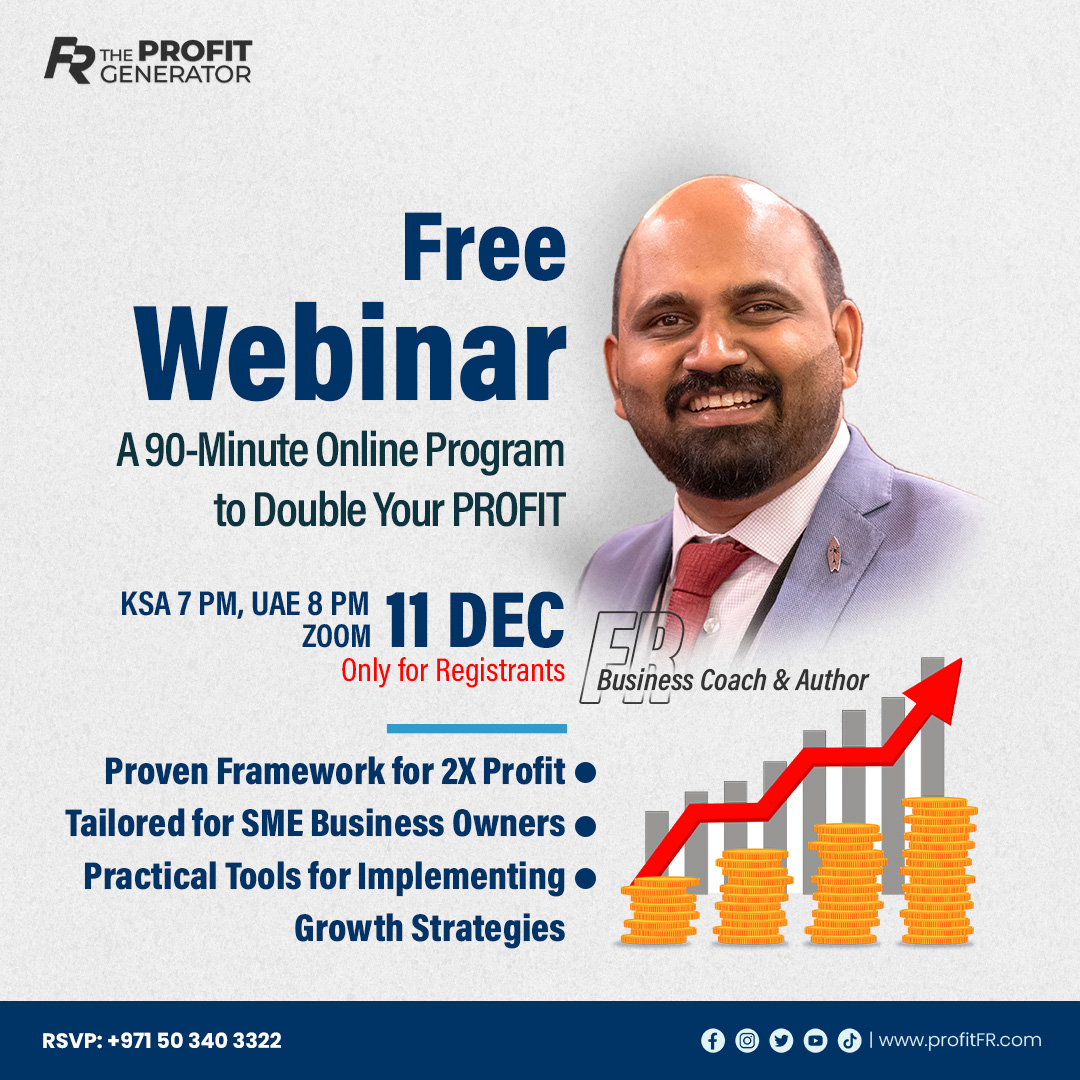 FR THE PROFIT
GENERATOR
Free
Webinar
A 90-Minute Online Program
to Double Your PROFIT
KSA 7 PM, UAE 8 PM
ZOOM
11 DEC
Only for Registrants
FR
Business Coach & Author
Proven Framework for 2X Profit
Tailored for SME Business Owners
Practical Tools for Implementing
Growth Strategies
RSVP: +971 50 340 3322
| www.profitFR.com